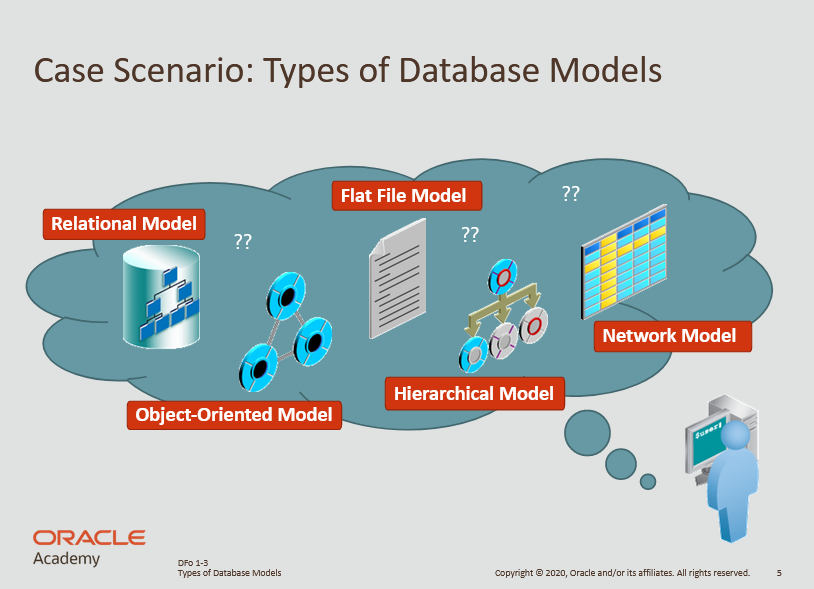 Case Scenario: Types of Database Models
Flat File Model
??
Relational Model
??
??
Network Model
Hierarchical Model
Object-Oriented Model
ORACLE
Academy
DFo 1-3
Types of Database Models
Copyright © 2020, Oracle and/or its affiliates. All rights reserved.
5